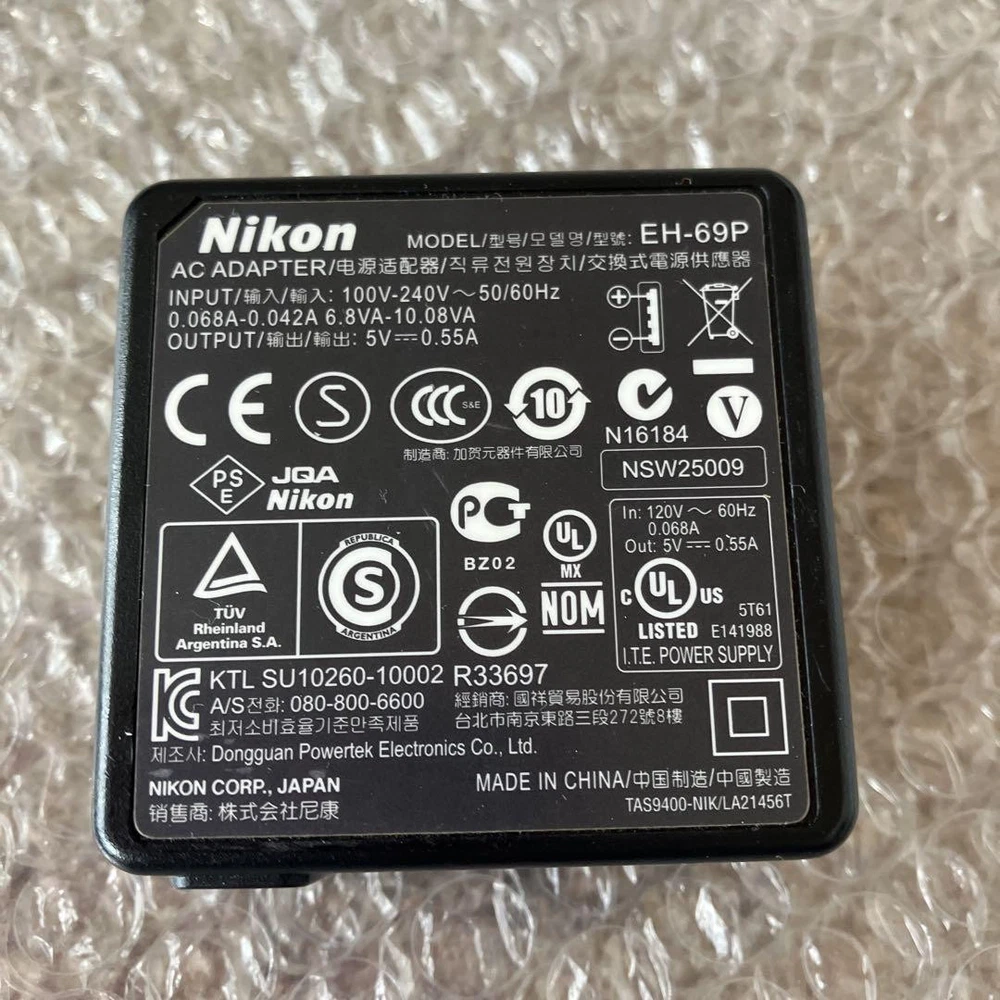 Nikon MODEL/型号/모델명/型號: EH-69P
AC ADAPTER/电源适配器/직류전원장치/交換式電源供應器
INPUT/输入/輸入: 100V-240V～50/60Hz
0.068A-0.042A 6.8VA-10.08VA
OUTPUT/输出/輸出: 5V⎓0.55A
CE S CCC S&E 10 N16184 V
制造商: 加贺元器件有限公司
PSE JQA Nikon
NSW25009
PCT BZ02
UL MX
NOM
In: 120V～ 60Hz
0.068A
Out: 5V⎓ 0.55A
C UL US
LISTED 5T61 E141988
I.T.E. POWER SUPPLY
TÜV
Rheinland
Argentina S.A.
REPUBLICA S ARGENTINA
KC KTL SU10260-10002 R33697
A/S전화: 080-800-6600
최저소비효율기준만족제품
經銷商: 國祥貿易股份有限公司
台北市南京東路三段272號8樓
제조사: Dongguan Powertek Electronics Co., Ltd.
NIKON CORP., JAPAN
销售商: 株式会社尼康
MADE IN CHINA/中国制造/中國製造
TAS9400-NIK/LA21456T